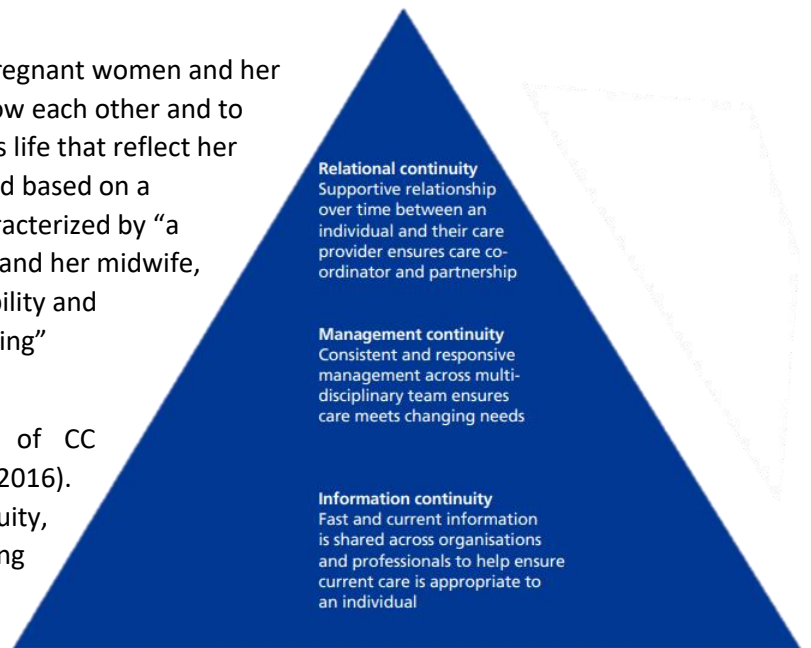 regnant women and her
ow each other and to
s life that reflect her
d based on a
racterized by “a
and her midwife,
bility and
ing”
of CC
2016).
uity,
ng
Relational continuity
Supportive relationship
over time between an
individual and their care
provider ensures care co-
ordinator and partnership
Management continuity
Consistent and responsive
management across multi-
disciplinary team ensures
care meets changing needs
Information continuity
Fast and current information
is shared across organisations
and professionals to help ensure
current care is appropriate to
an individual